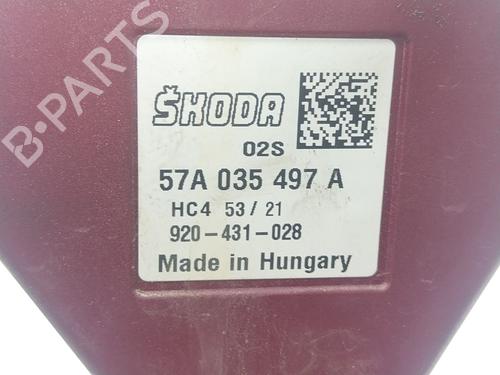 B-PARTS
ŠKODA
02S
57A 035 497 A
HC4 53/21
920-431-028
Made in Hungary